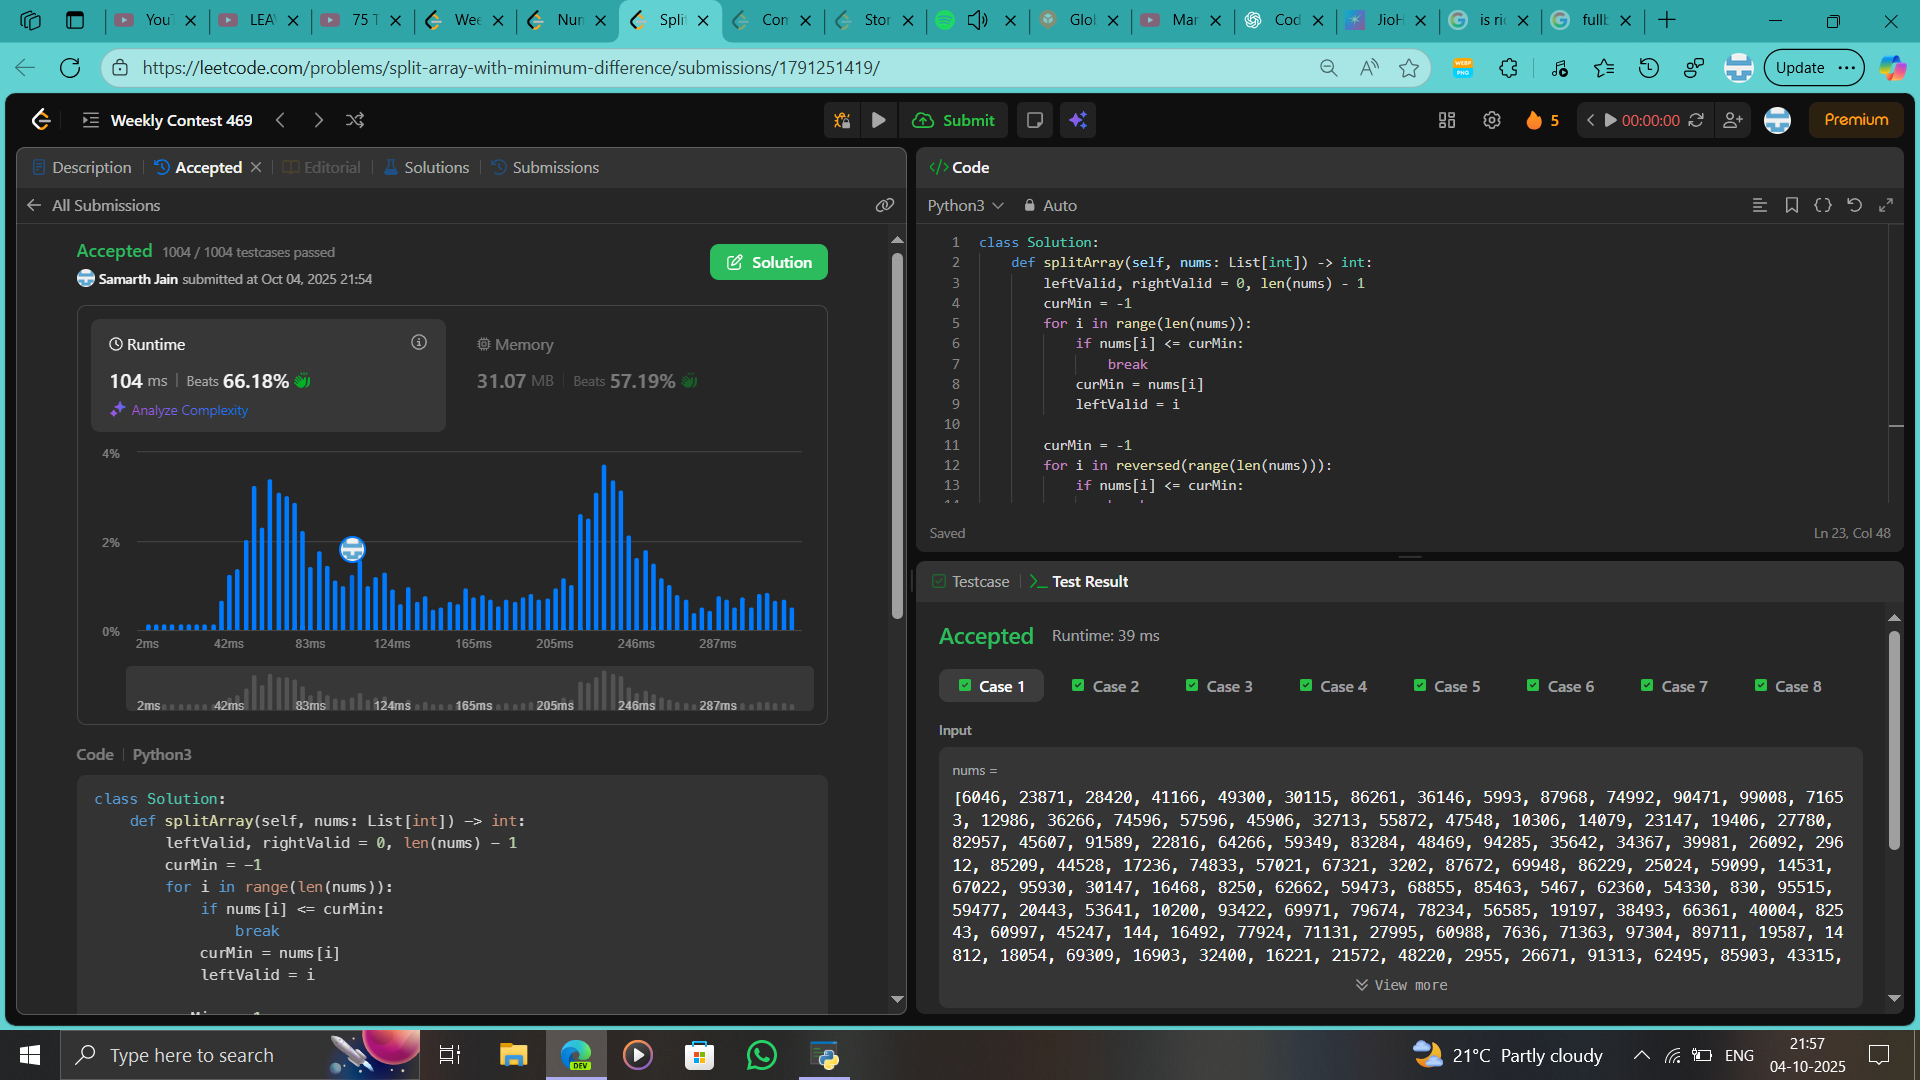 YouT
LEAV
75 T
Wee
Num
Split
Com
Stor
Glol
Mar
Cod
JioH
is ric
fullb
https://leetcode.com/problems/split-array-with-minimum-difference/submissions/1791251419/
Update
Weekly Contest 469
Submit
5
00:00:00
Premium
Description
Accepted
Editorial
Solutions
Submissions
All Submissions
Accepted 1004 / 1004 testcases passed
Samarth Jain submitted at Oct 04, 2025 21:54
Solution
Runtime
104 ms | Beats 66.18%
Analyze Complexity
Memory
31.07 MB | Beats 57.19%
4%
2%
0%
2ms 42ms 83ms 124ms 165ms 205ms 246ms 287ms
2ms 42ms 83ms 124ms 165ms 205ms 246ms 287ms
Code | Python3
class Solution:
def splitArray(self, nums: List[int]) -> int:
leftValid, rightValid = 0, len(nums) - 1
curMin = -1
for i in range(len(nums)):
if nums[i] <= curMin:
break
curMin = nums[i]
leftValid = i
Code
Python3
Auto
1 class Solution:
2 def splitArray(self, nums: List[int]) -> int:
3 leftValid, rightValid = 0, len(nums) - 1
4 curMin = -1
5 for i in range(len(nums)):
6 if nums[i] <= curMin:
7 break
8 curMin = nums[i]
9 leftValid = i
10
11 curMin = -1
12 for i in reversed(range(len(nums))):
13 if nums[i] <= curMin:
Saved
Ln 23, Col 48
Testcase
Test Result
Accepted Runtime: 39 ms
Case 1 Case 2 Case 3 Case 4 Case 5 Case 6 Case 7 Case 8
Input
nums =
[6046, 23871, 28420, 41166, 49300, 30115, 86261, 36146, 5993, 87968, 74992, 90471, 99008, 7165
3, 12986, 36266, 74596, 57596, 45906, 32713, 55872, 47548, 10306, 14079, 23147, 19406, 27780,
82957, 45607, 91589, 22816, 64266, 59349, 83284, 48469, 94285, 35642, 34367, 39981, 26092, 296
12, 85209, 44528, 17236, 74833, 57021, 67321, 3202, 87672, 69948, 86229, 25024, 59099, 14531,
67022, 95930, 30147, 16468, 8250, 62662, 59473, 68855, 85463, 5467, 62360, 54330, 830, 95515,
59477, 20443, 53641, 10200, 93422, 69971, 79674, 78234, 56585, 19197, 38493, 66361, 40004, 825
43, 60997, 45247, 144, 16492, 77924, 71131, 27995, 60988, 7636, 71363, 97304, 89711, 19587, 14
812, 18054, 69309, 16903, 32400, 16221, 21572, 48220, 2955, 26671, 91313, 62495, 85903, 43315,
View more
Type here to search
DEV
21°C Partly cloudy
ENG
21:57
04-10-2025